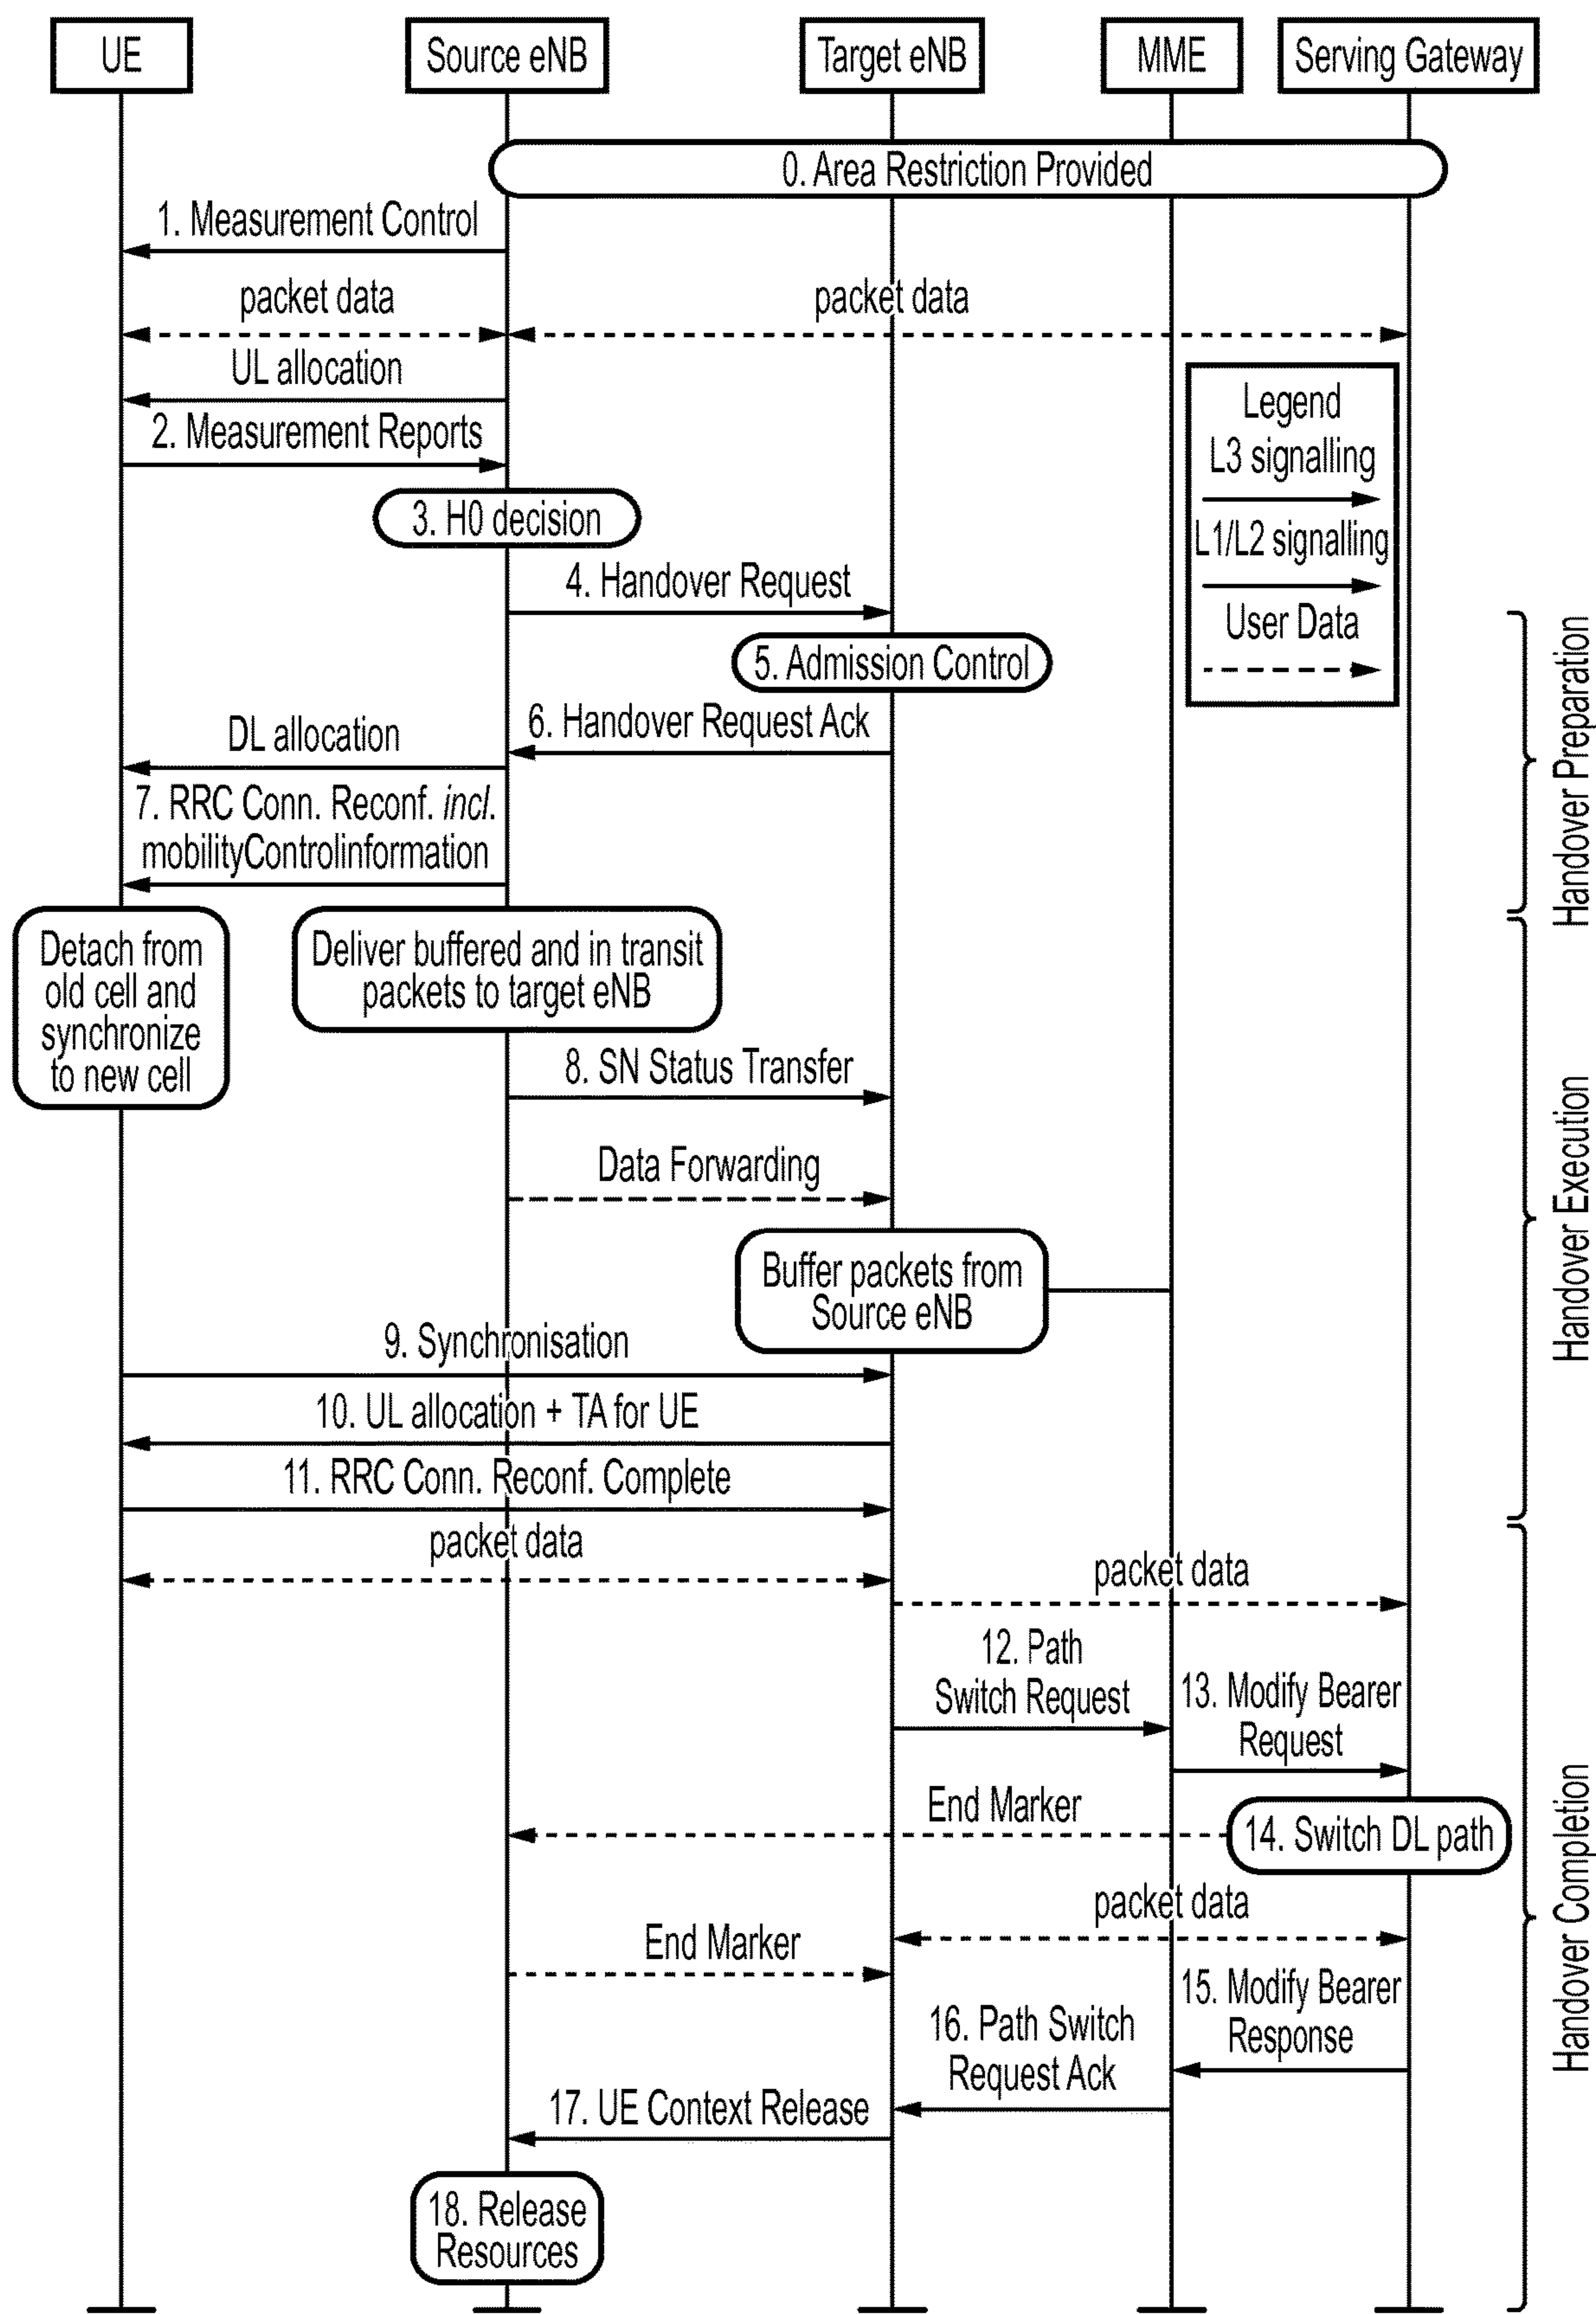 UE
Source eNB
Target eNB
MME
Serving Gateway
0. Area Restriction Provided
1. Measurement Control
packet data
packet data
UL allocation
2. Measurement Reports
Legend
L3 signalling
L1/L2 signalling
User Data
3. H0 decision
4. Handover Request
5. Admission Control
6. Handover Request Ack
DL allocation
7. RRC Conn. Reconf. incl.
mobilityControlinformation
Handover Preparation
Detach from
old cell and
synchronize
to new cell
Deliver buffered and in transit
packets to target eNB
8. SN Status Transfer
Data Forwarding
Buffer packets from
Source eNB
9. Synchronisation
10. UL allocation + TA for UE
11. RRC Conn. Reconf. Complete
Handover Execution
packet data
packet data
12. Path
Switch Request
13. Modify Bearer
Request
End Marker
14. Switch DL path
packet data
End Marker
15. Modify Bearer
Response
16. Path Switch
Request Ack
17. UE Context Release
18. Release
Resources
Handover Completion